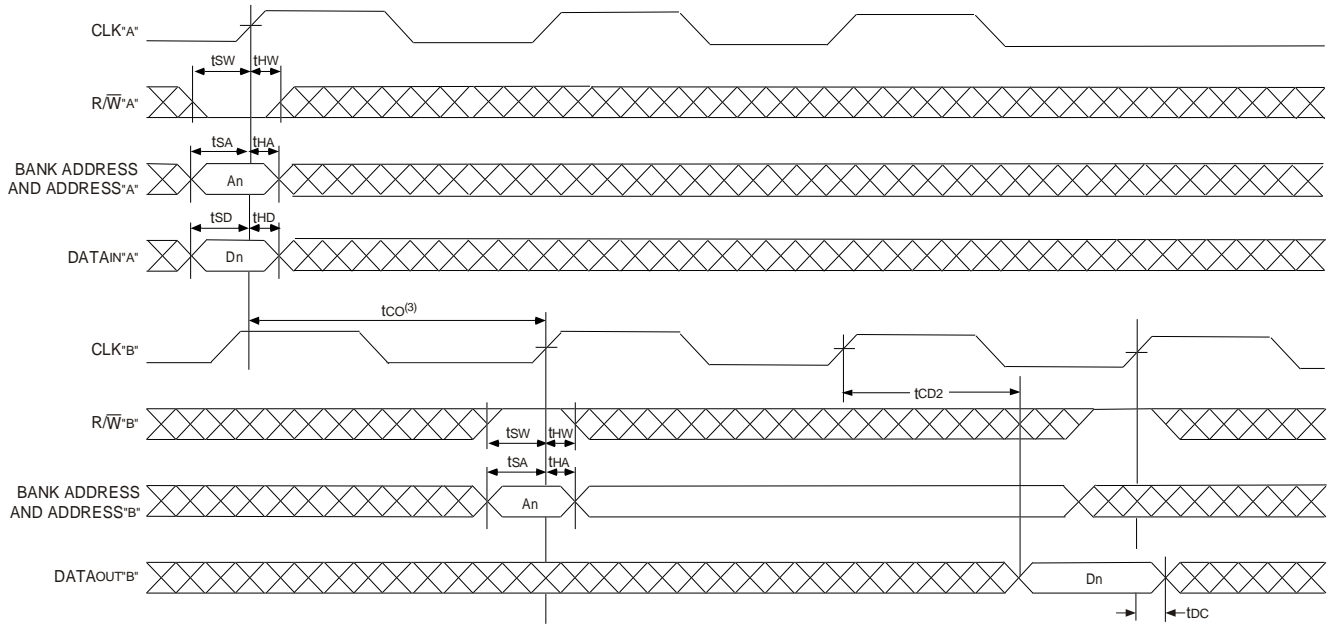 CLK"A"
tSW tHW
R/W̅"A"
tSA tHA
BANK ADDRESS
AND ADDRESS"A"
An
tSD tHD
DATAIN"A"
Dn
tCO(3)
CLK"B"
tCD2
R/W̅"B"
tSW tHW
tSA tHA
BANK ADDRESS
AND ADDRESS"B"
An
DATAOUT"B"
Dn
tDC